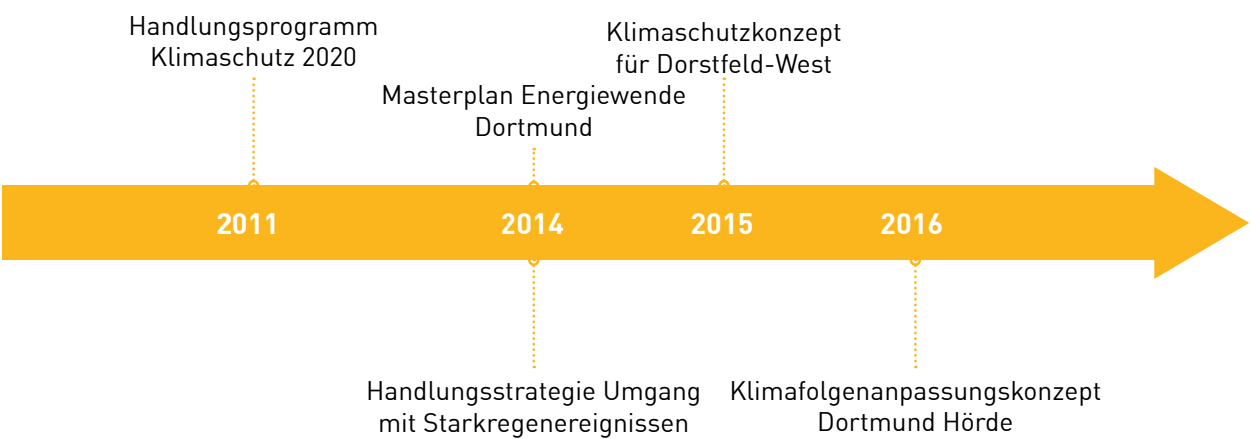 Handlungsprogramm
Klimaschutz 2020
Masterplan Energiewende
Dortmund
Klimaschutzkonzept
für Dorstfeld-West
2011
2014
2015
2016
Handlungsstrategie Umgang
mit Starkregenereignissen
Klimafolgenanpassungskonzept
Dortmund Hörde